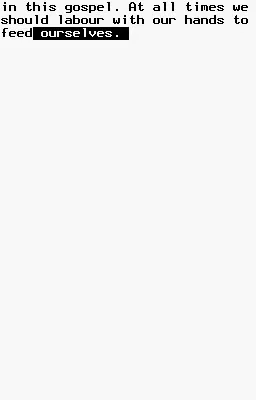 in this gospel. At all times we
should labour with our hands to
feed ourselves.